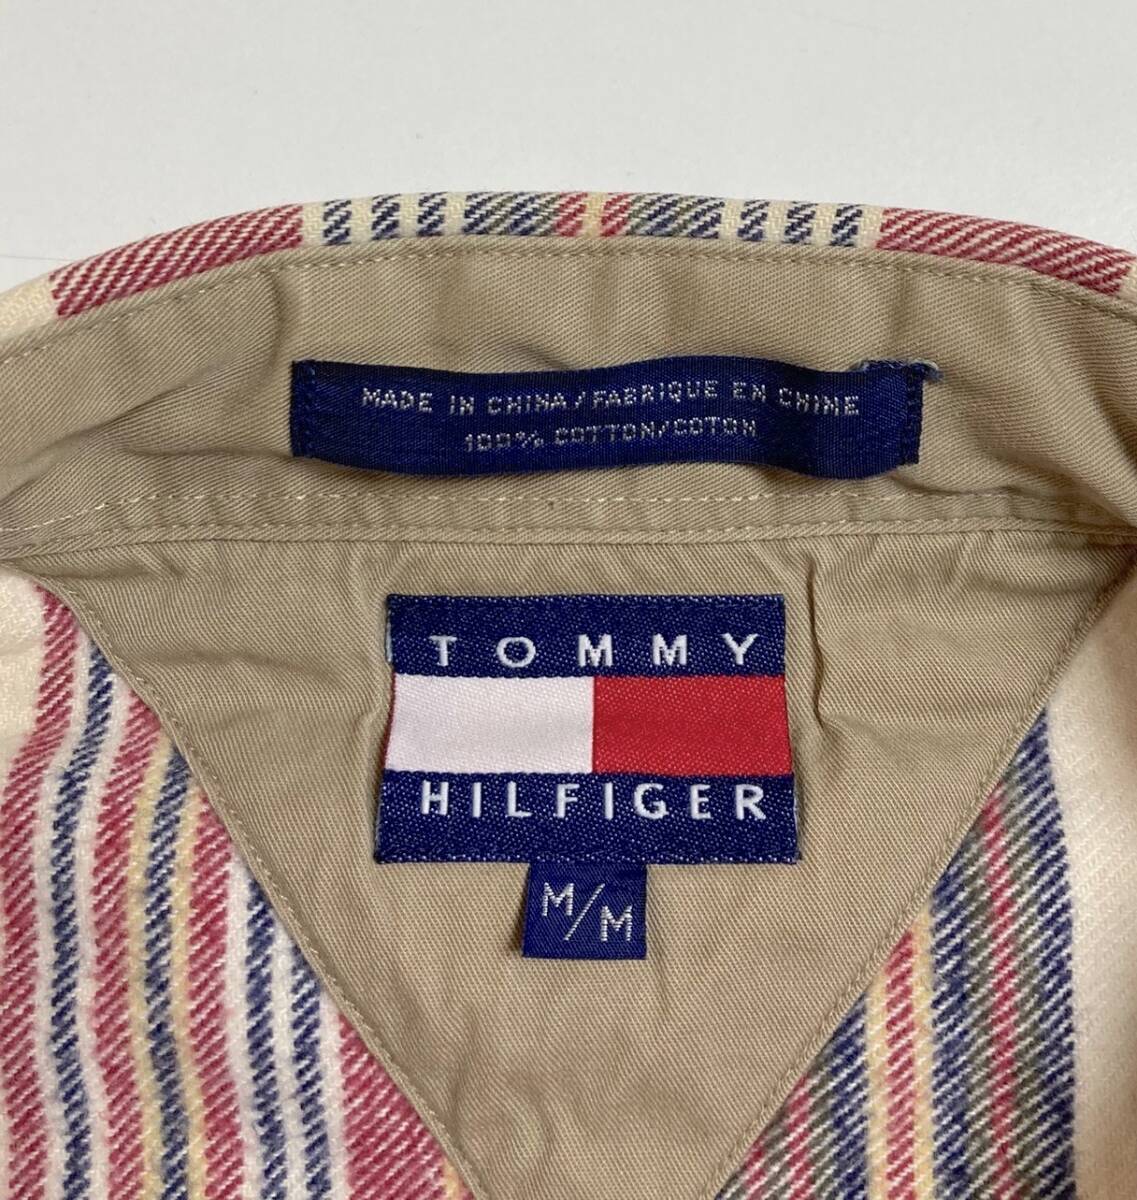 MADE IN CHINA/FABRIQUE EN CHINE
100% COTTON/COTON
TOMMY
HILFIGER
M/M